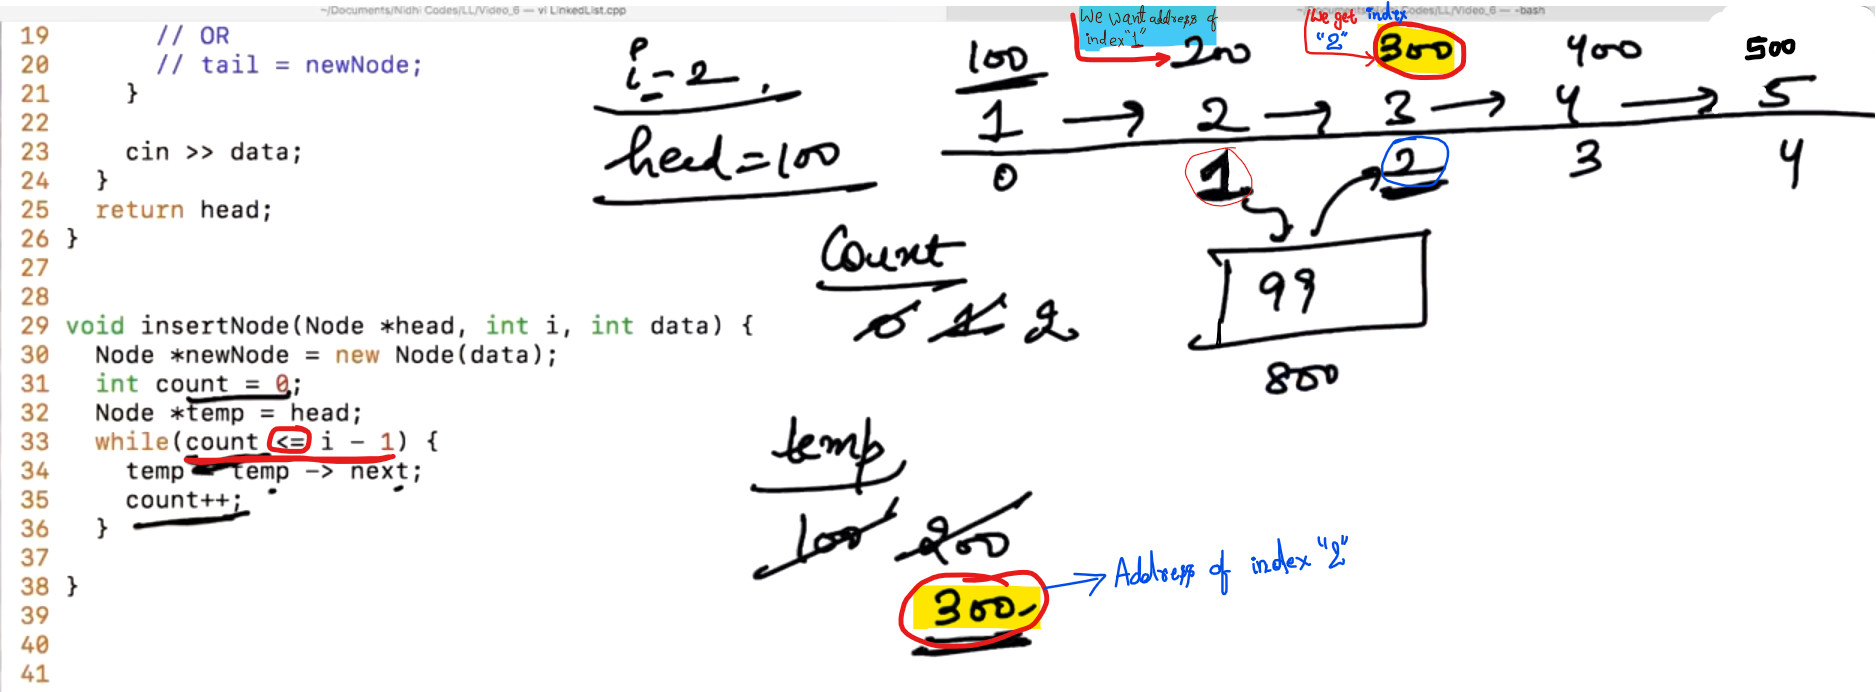 ~/Documents/Nidhi Codes/LL/Video_6 — vi LinkedList.cpp
~/Documents/Nidhi Codes/LL/Video_6 — -bash
19 // OR
20 // tail = newNode;
21 }
22
23 cin >> data;
24 }
25 return head;
26 }
27
28
29 void insertNode(Node *head, int i, int data) {
30 Node *newNode = new Node(data);
31 int count = 0;
32 Node *temp = head;
33 while(count <= i - 1) {
34 temp = temp -> next;
35 count++;
36 }
37
38 }
39
40
41
i - 2
head = 100
We want address of
index "1"
We get index
"2"
100 200 300 400 500
1 → 2 → 3 → 4 → 5
0 1 2 3 4
Count
0 1 2
99
800
temp
100 200
300
Address of index "2"